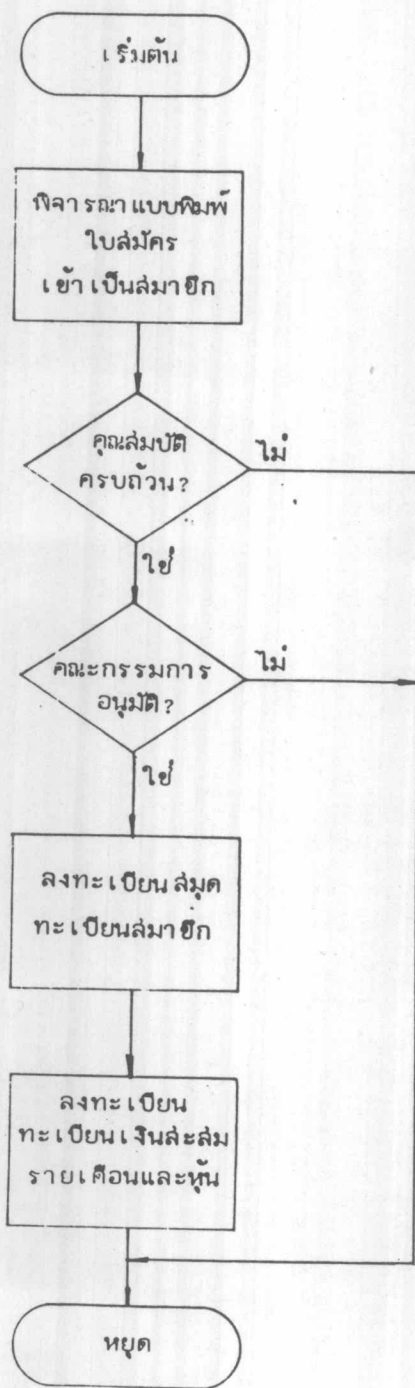 เริ่มต้น
พิจารณาแบบพิมพ์
ใบสมัคร
เข้าเป็นสมาชิก
คุณสมบัติ
ครบถ้วน?
ไม่
ใช่
คณะกรรมการ
อนุมัติ?
ไม่
ใช่
ลงทะเบียนสมุด
ทะเบียนสมาชิก
ลงทะเบียน
ทะเบียนเงินสะสม
รายเดือนและหุ้น
หยุด